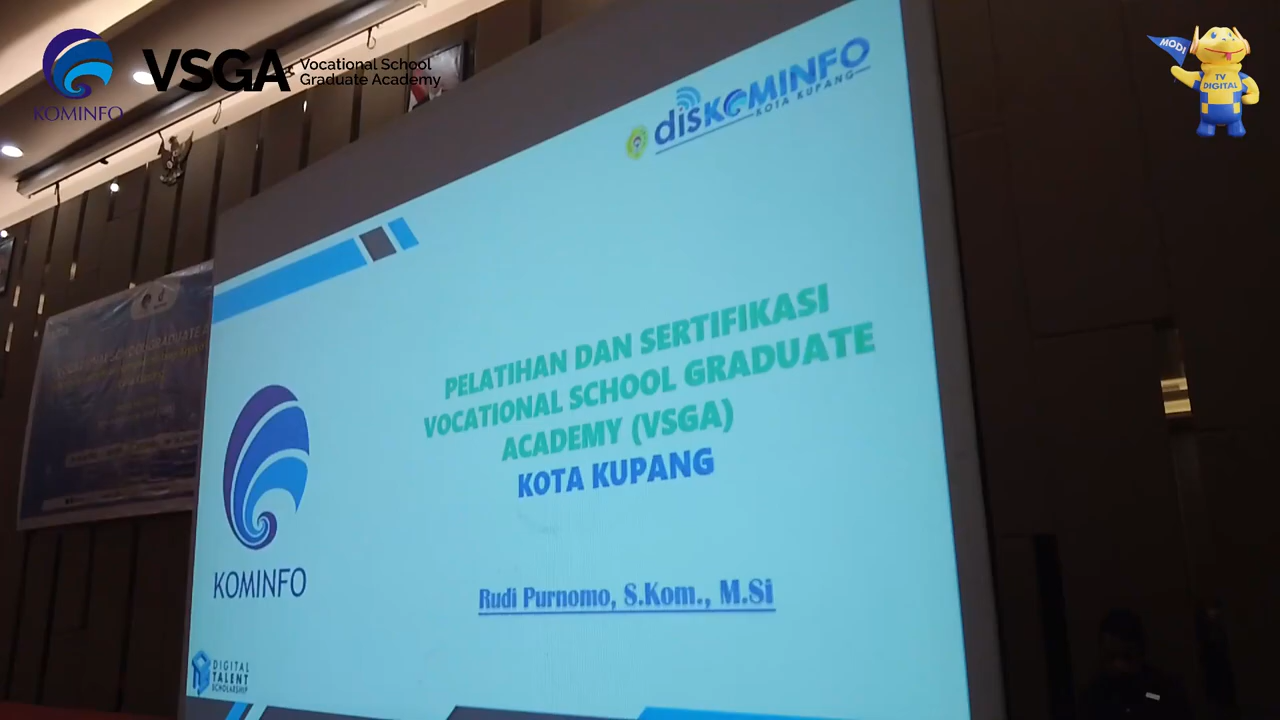 KOMINFO
VSGA
Vocational School
Graduate Academy
MODI
TV
DIGITAL
disKOMINFO
KOTA KUPANG
PELATIHAN DAN SERTIFIKASI
VOCATIONAL SCHOOL GRADUATE
ACADEMY (VSGA)
KOTA KUPANG
KOMINFO
Rudi Purnomo, S.Kom., M.Si
DIGITAL
TALENT
SCHOLARSHIP